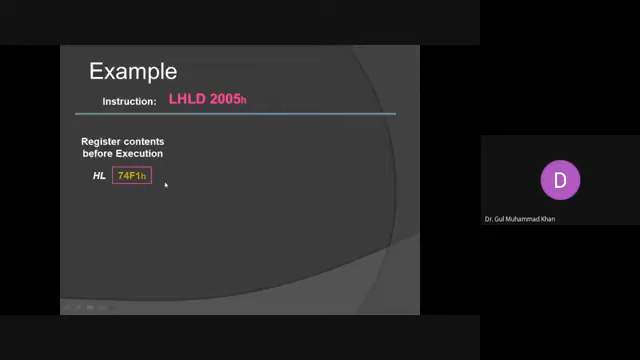 Example
Instruction: LHLD 2005h
Register contents
before Execution
HL 74F1h
D
Dr. Gul Muhammad Khan